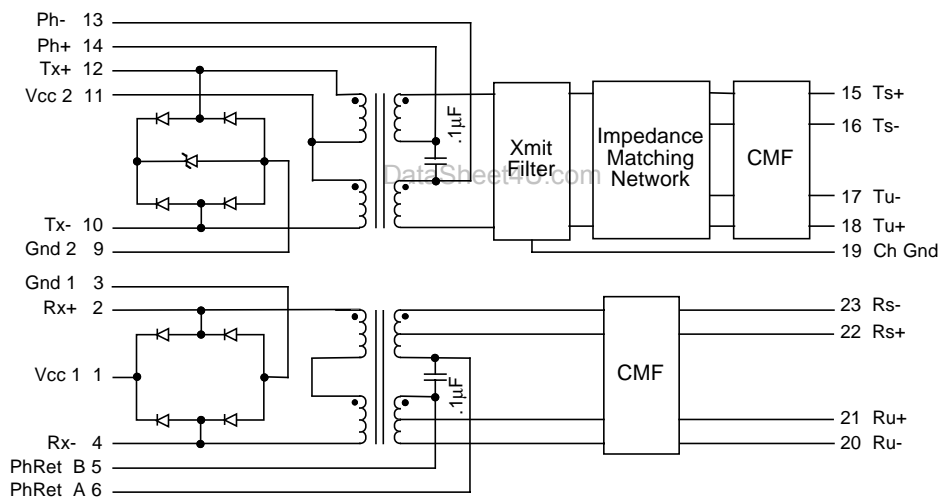 Ph- 13
Ph+ 14
Tx+ 12
Vcc 2 11
Tx- 10
Gnd 2 9
.1µF
DataSheet4U.com
Xmit
Filter
Impedance
Matching
Network
CMF
15 Ts+
16 Ts-
17 Tu-
18 Tu+
19 Ch Gnd
Gnd 1 3
Rx+ 2
Vcc 1 1
Rx- 4
PhRet B 5
PhRet A 6
.1µF
CMF
23 Rs-
22 Rs+
21 Ru+
20 Ru-